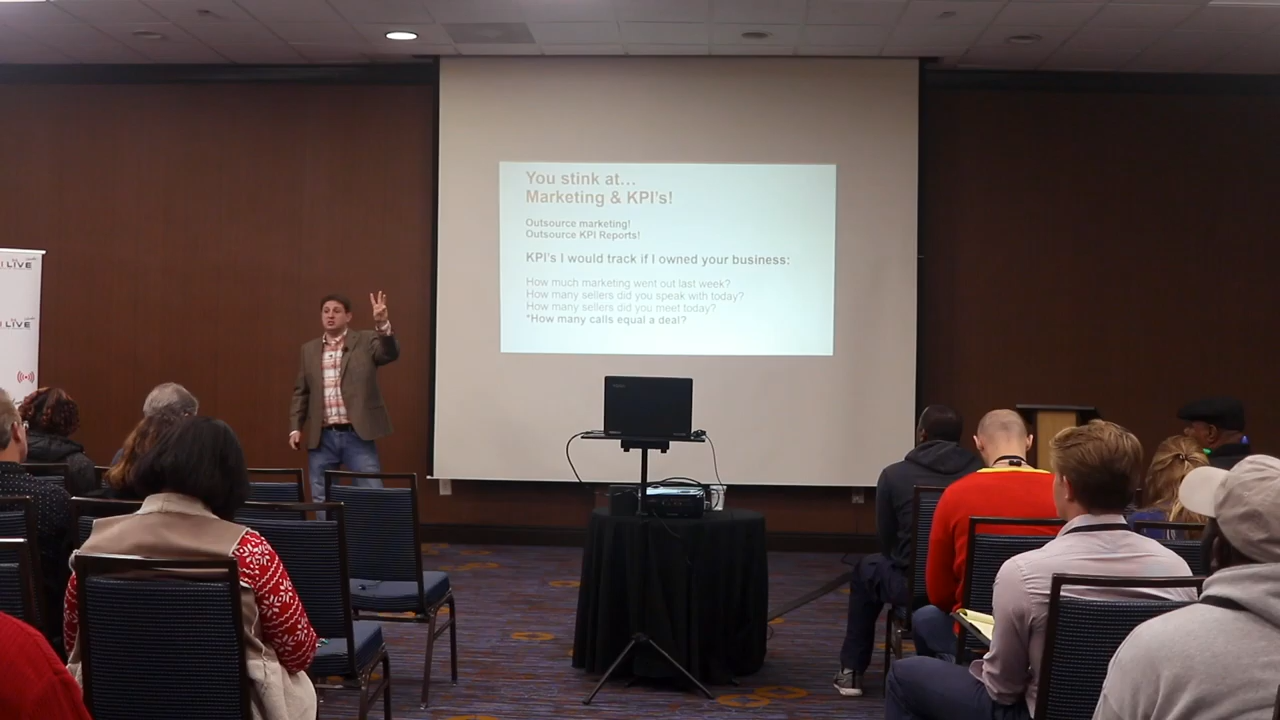 You stink at…
Marketing & KPI's!
Outsource marketing!
Outsource KPI Reports!
KPI's I would track if I owned your business:
How much marketing went out last week?
How many sellers did you speak with today?
How many sellers did you meet today?
*How many calls equal a deal?
I LIVE
I LIVE